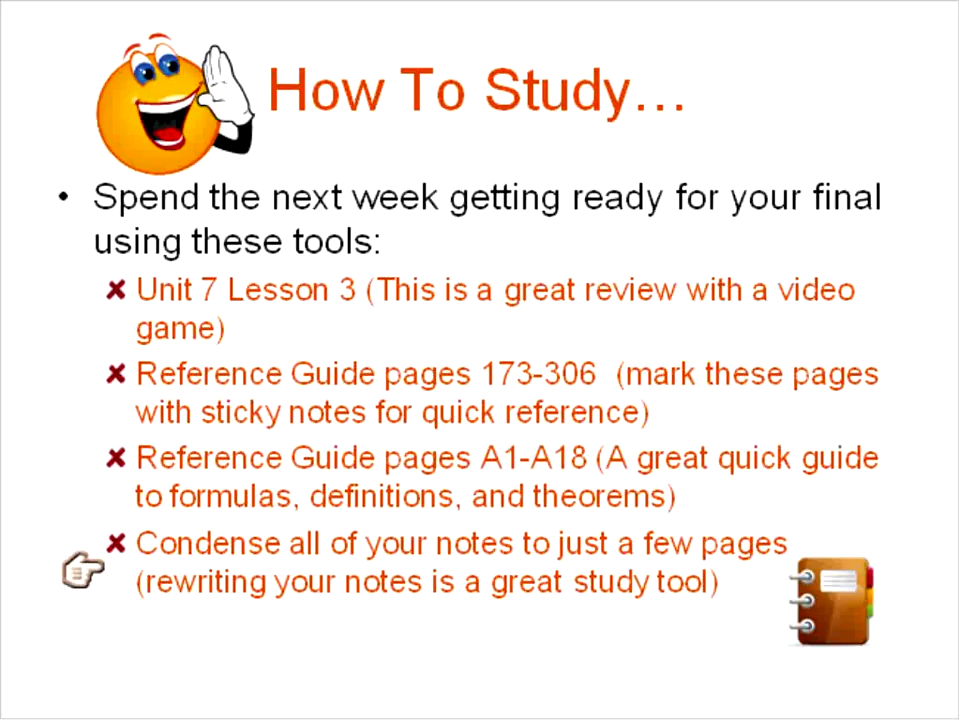 How To Study...
• Spend the next week getting ready for your final
using these tools:
✘ Unit 7 Lesson 3 (This is a great review with a video
game)
✘ Reference Guide pages 173-306  (mark these pages
with sticky notes for quick reference)
✘ Reference Guide pages A1-A18 (A great quick guide
to formulas, definitions, and theorems)
✘ Condense all of your notes to just a few pages
(rewriting your notes is a great study tool)